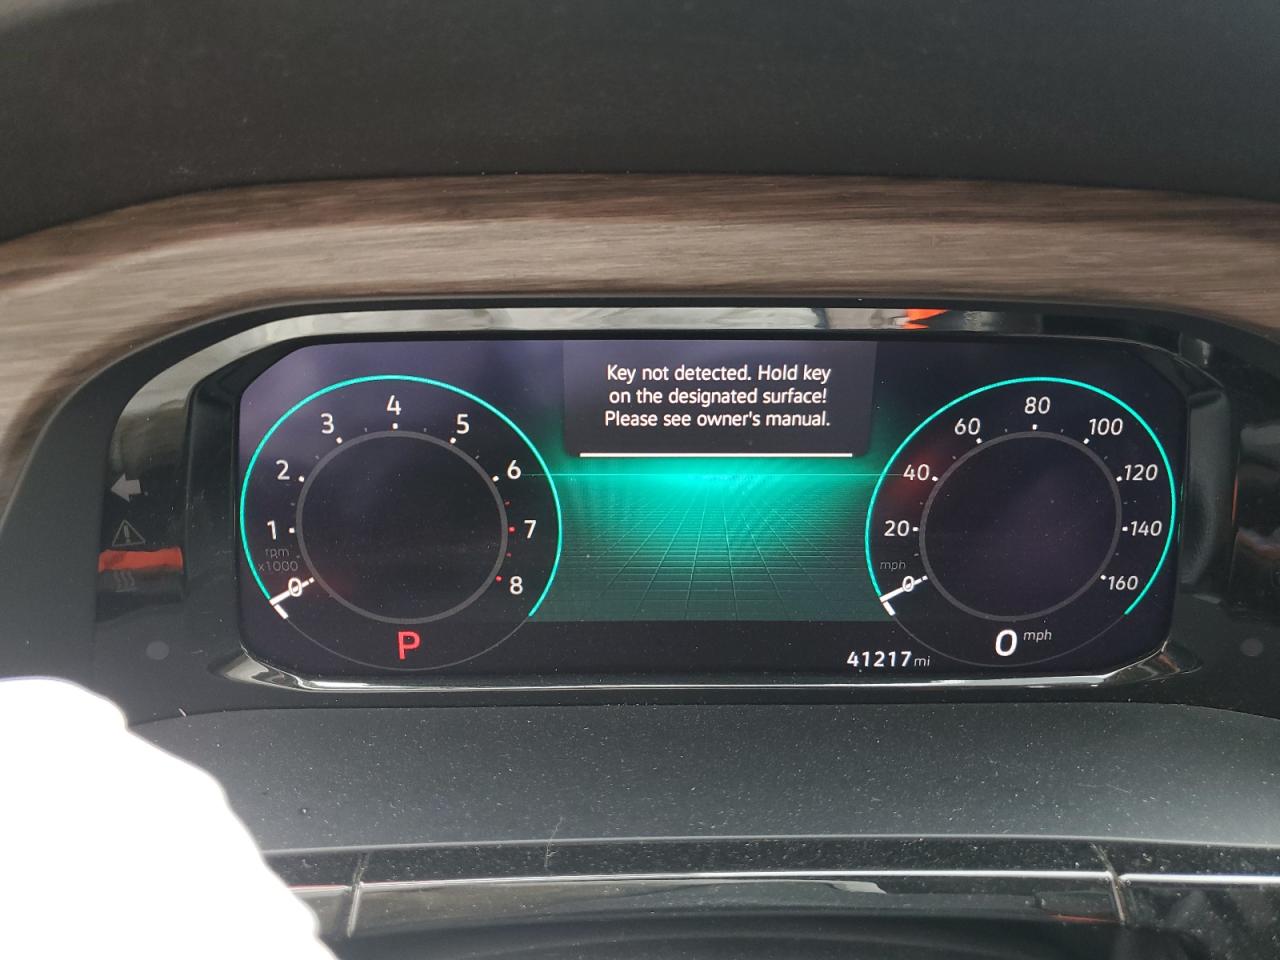 Key not detected. Hold key
on the designated surface!
Please see owner's manual.
0
1
2
3
4
5
6
7
8
rpm
x1000
P
0
20
40
60
80
100
120
140
160
mph
0 mph
41217 mi